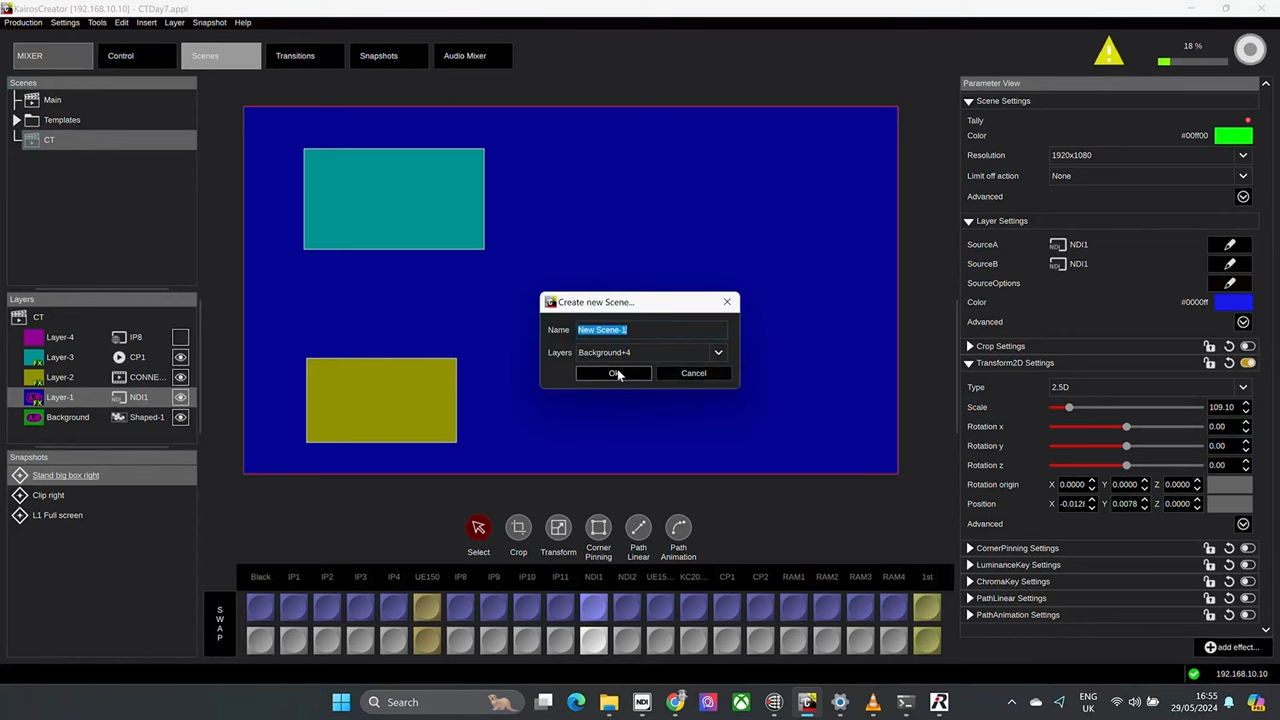 KairosCreator [192.168.10.10] - CTDay7.appl
Production Settings Tools Edit Insert Layer Snapshot Help
MIXER Control Scenes Transitions Snapshots Audio Mixer
18 %
Scenes
Main
Templates
CT
Layers
CT
Layer-4 IP8
Layer-3 CP1
Layer-2 CONNE...
Layer-1 NDI1
Background Shaped-1
Snapshots
Stand big box right
Clip right
L1 Full screen
Create new Scene...
Name New Scene-1
Layers Background+4
Cancel
Select Crop Transform Corner Pinning Path Linear Path Animation
Black IP1 IP2 IP3 IP4 UE150 IP8 IP9 IP10 IP11 NDI1 NDI2 UE15... KC20... CP1 CP2 RAM1 RAM2 RAM3 RAM4 1st
SWAP
Parameter View
Scene Settings
Tally
Color #00ff00
Resolution 1920x1080
Limit off action None
Advanced
Layer Settings
SourceA NDI NDI1
SourceB NDI NDI1
SourceOptions
Color #0000ff
Advanced
Crop Settings
Transform2D Settings
Type 2.5D
Scale 109.10
Rotation x 0.00
Rotation y 0.00
Rotation z 0.00
Rotation origin X 0.0000 Y 0.0000 Z 0.0000
Position X -0.0128 Y 0.0078 Z 0.0000
Advanced
CornerPinning Settings
LuminanceKey Settings
ChromaKey Settings
PathLinear Settings
PathAnimation Settings
add effect...
192.168.10.10
Search
ENG
UK
16:55
29/05/2024